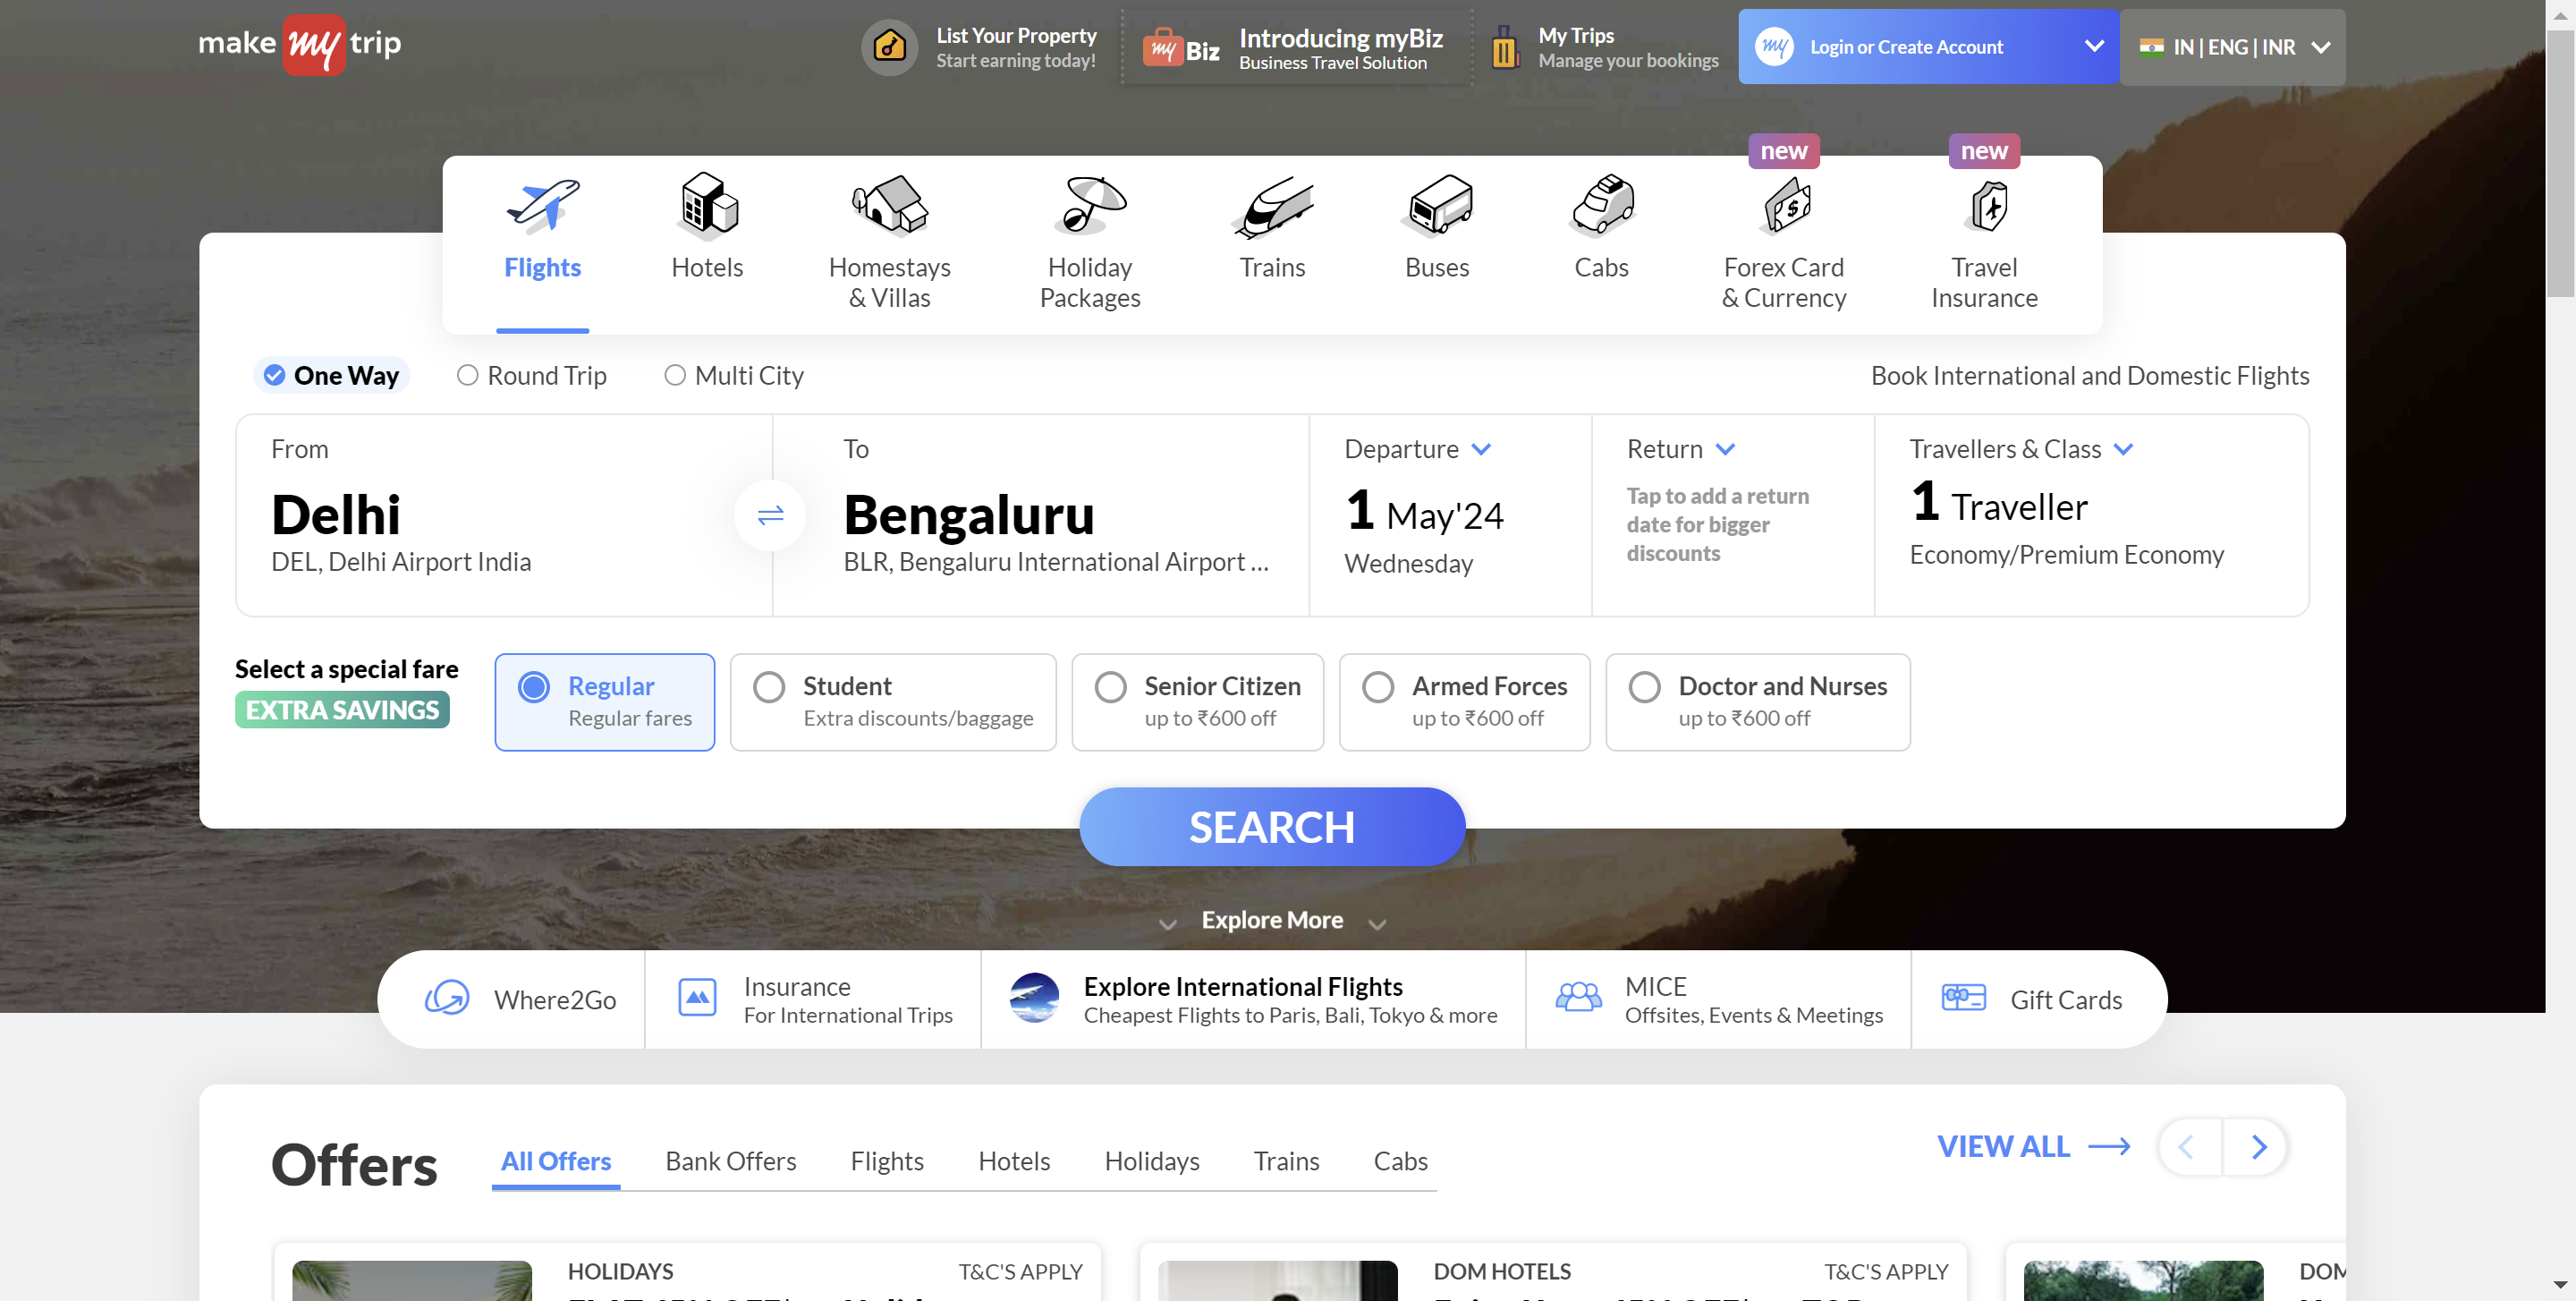 make my trip
List Your Property
Start earning today!
my Biz
Introducing myBiz
Business Travel Solution
My Trips
Manage your bookings
my
Login or Create Account
IN | ENG | INR
new
new
Flights
Hotels
Homestays
& Villas
Holiday
Packages
Trains
Buses
Cabs
Forex Card
& Currency
Travel
Insurance
One Way
Round Trip
Multi City
Book International and Domestic Flights
From
Delhi
DEL, Delhi Airport India
To
Bengaluru
BLR, Bengaluru International Airport ...
Departure
1 May'24
Wednesday
Return
Tap to add a return
date for bigger
discounts
Travellers & Class
1 Traveller
Economy/Premium Economy
Select a special fare
EXTRA SAVINGS
Regular
Regular fares
Student
Extra discounts/baggage
Senior Citizen
up to ₹600 off
Armed Forces
up to ₹600 off
Doctor and Nurses
up to ₹600 off
SEARCH
Explore More
Where2Go
Insurance
For International Trips
Explore International Flights
Cheapest Flights to Paris, Bali, Tokyo & more
MICE
Offsites, Events & Meetings
Gift Cards
Offers
All Offers
Bank Offers
Flights
Hotels
Holidays
Trains
Cabs
VIEW ALL
HOLIDAYS
T&C'S APPLY
DOM HOTELS
T&C'S APPLY
DOM